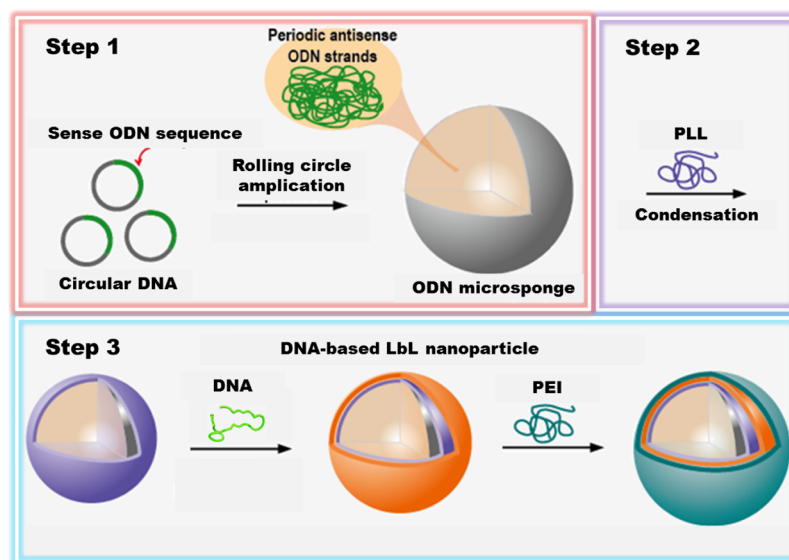 Step 1
Periodic antisense
ODN strands
Sense ODN sequence
Rolling circle
amplication
Circular DNA
ODN microsponge
Step 2
PLL
Condensation
Step 3
DNA-based LbL nanoparticle
DNA
PEI